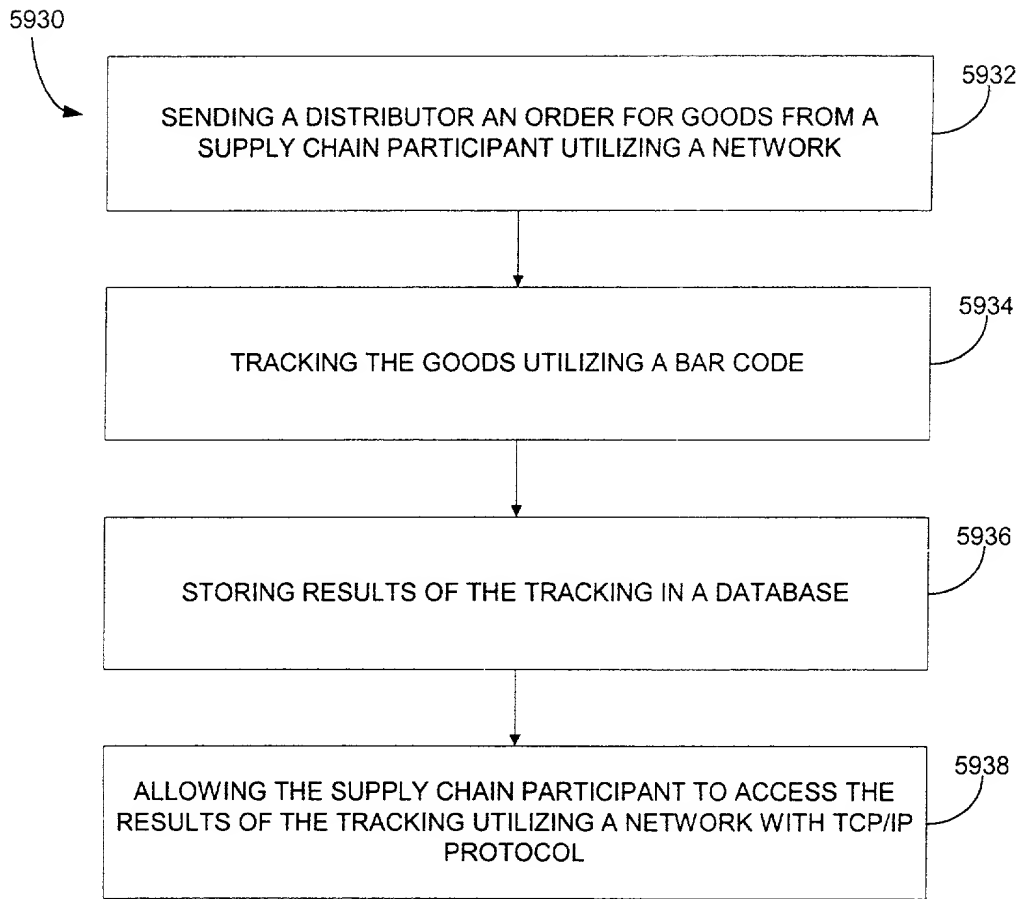 5930
5932
SENDING A DISTRIBUTOR AN ORDER FOR GOODS FROM A
SUPPLY CHAIN PARTICIPANT UTILIZING A NETWORK
5934
TRACKING THE GOODS UTILIZING A BAR CODE
5936
STORING RESULTS OF THE TRACKING IN A DATABASE
5938
ALLOWING THE SUPPLY CHAIN PARTICIPANT TO ACCESS THE
RESULTS OF THE TRACKING UTILIZING A NETWORK WITH TCP/IP
PROTOCOL